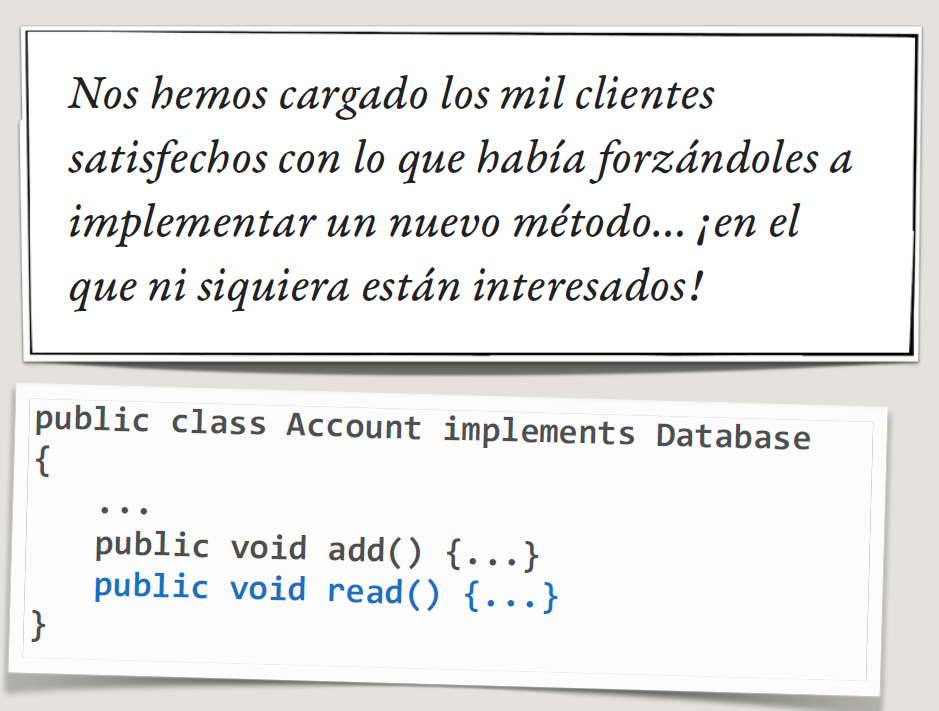 Nos hemos cargado los mil clientes
satisfechos con lo que había forzándoles a
implementar un nuevo método... ¡en el
que ni siquiera están interesados!
public class Account implements Database
{
    ...
    public void add() {...}
    public void read() {...}
}